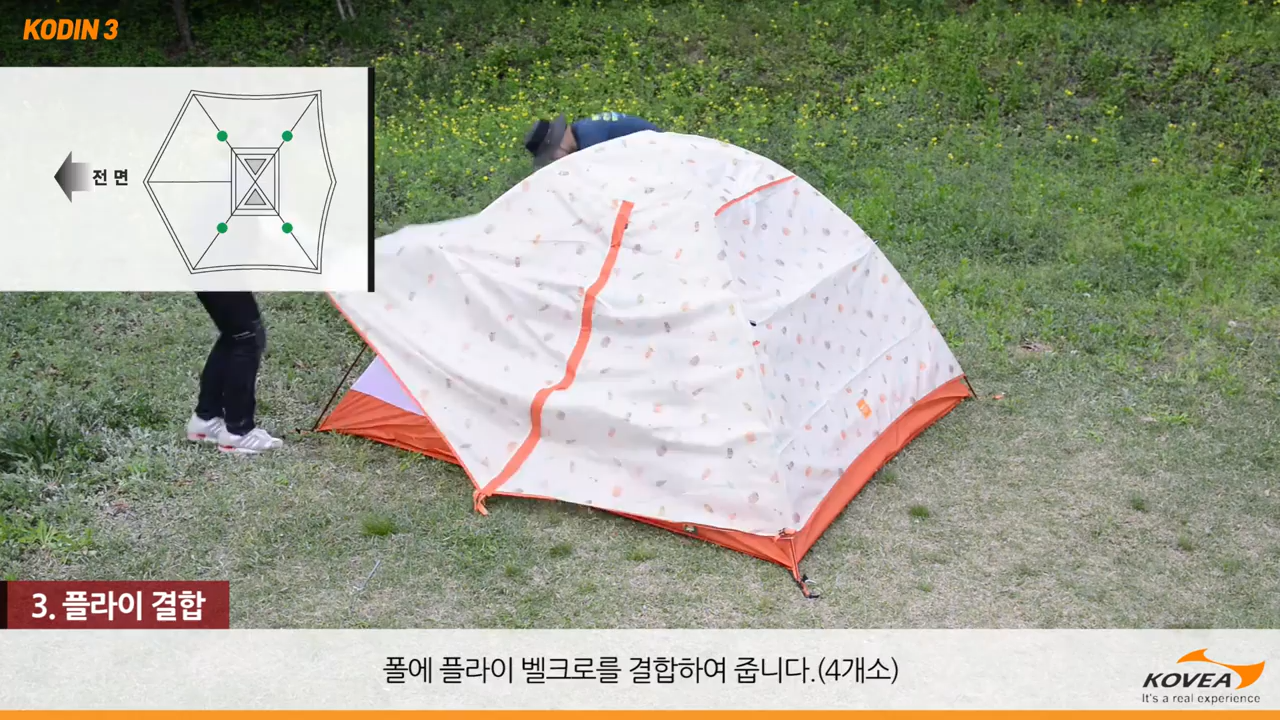 KODIN 3
전 면
3. 플라이 결합
폴에 플라이 벨크로를 결합하여 줍니다.(4개소)
KOVEA
It's a real experience